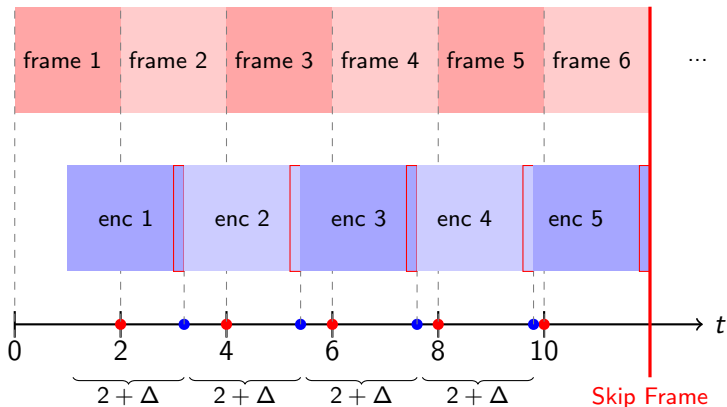 frame 1 frame 2 frame 3 frame 4 frame 5 frame 6 ...
enc 1 enc 2 enc 3 enc 4 enc 5
t
0 2 4 6 8 10
2 + Δ 2 + Δ 2 + Δ 2 + Δ Skip Frame